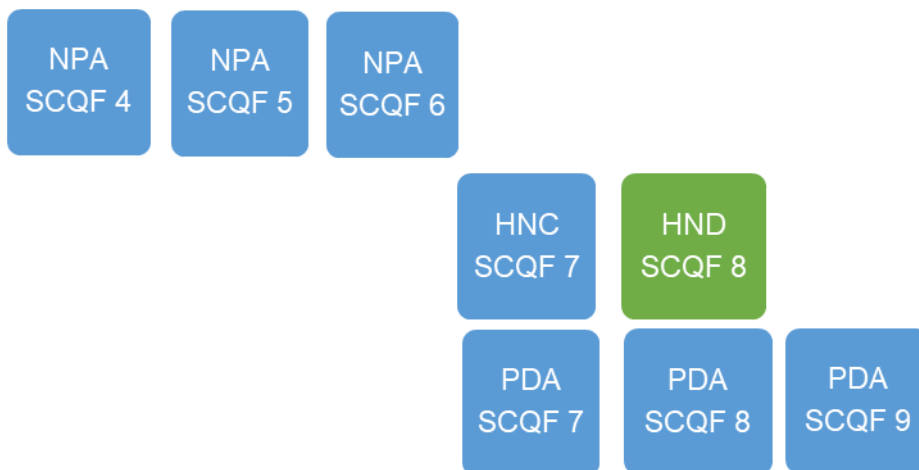 NPA
SCQF 4
NPA
SCQF 5
NPA
SCQF 6
HNC
SCQF 7
HND
SCQF 8
PDA
SCQF 7
PDA
SCQF 8
PDA
SCQF 9